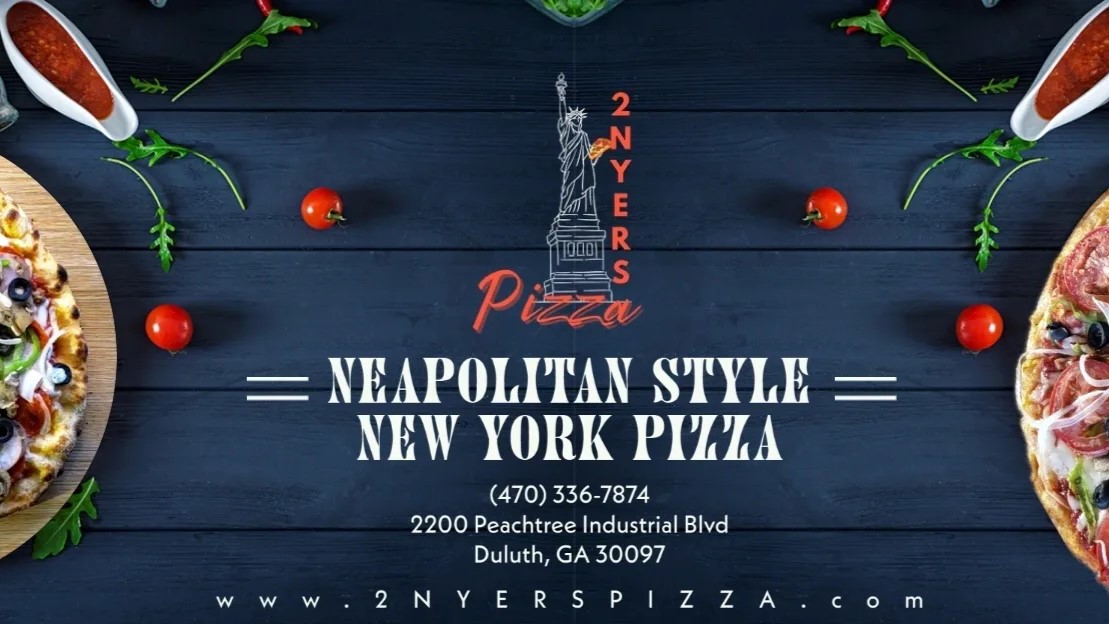 2NYERS
Pizza
NEAPOLITAN STYLE
NEW YORK PIZZA
(470) 336-7874
2200 Peachtree Industrial Blvd
Duluth, GA 30097
www.2NYERSPIZZA.com